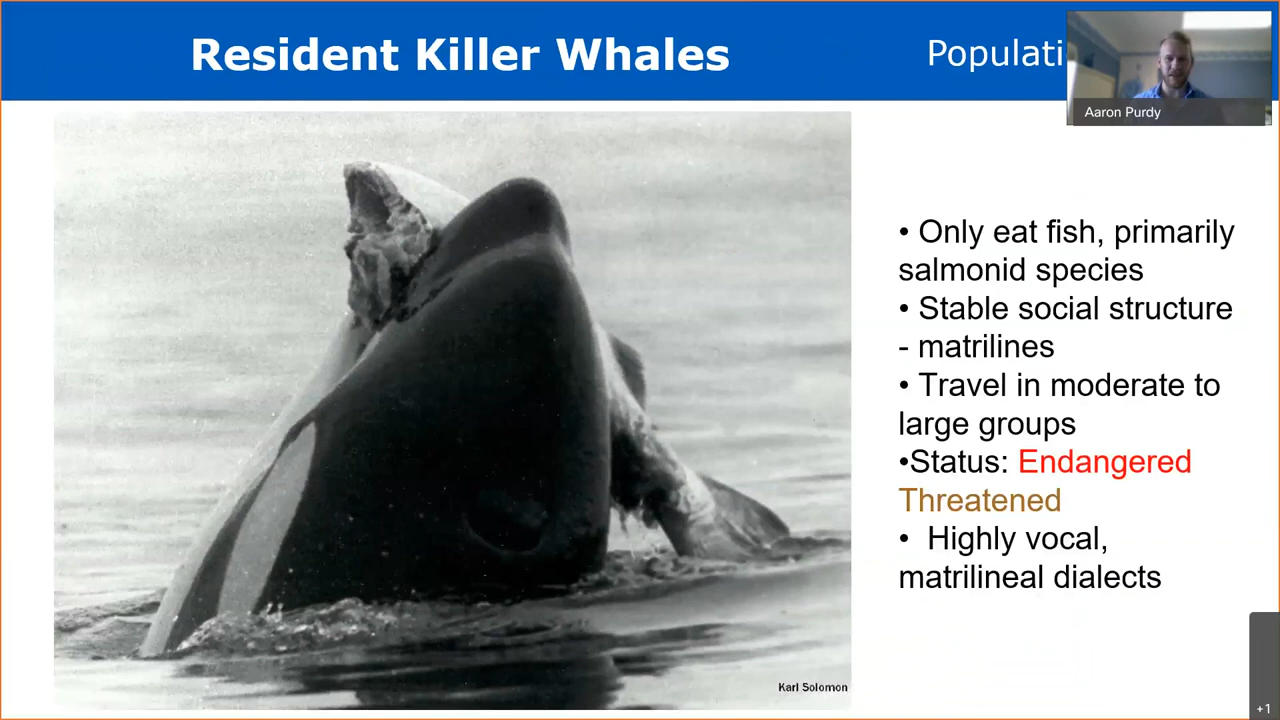 Resident Killer Whales
Populati
Aaron Purdy
• Only eat fish, primarily
salmonid species
• Stable social structure
- matrilines
• Travel in moderate to
large groups
•Status: Endangered
Threatened
• Highly vocal,
matrilineal dialects
Karl Solomon
+1